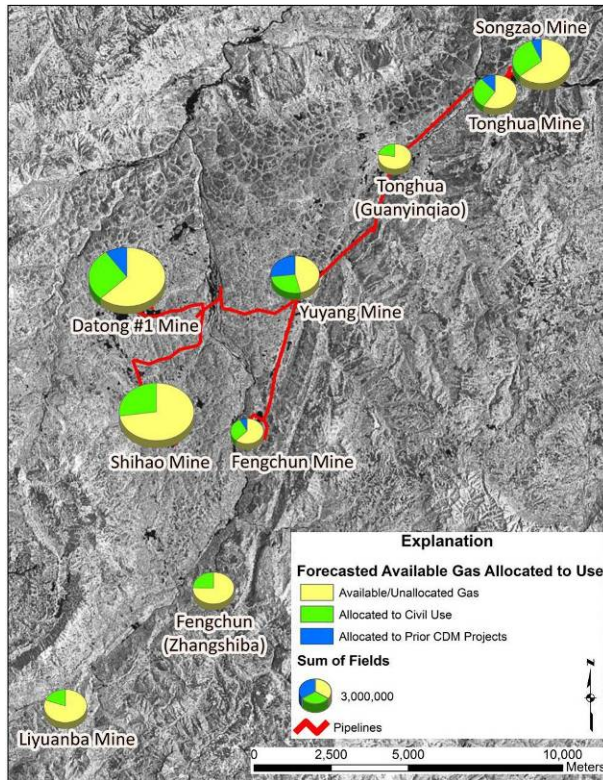 Songzao Mine
Tonghua Mine
Tonghua
(Guanyinqiao)
Datong #1 Mine
Yuyang Mine
Shihao Mine
Fengchun Mine
Fengchun
(Zhangshiba)
Liyuanba Mine
Explanation
Forecasted Available Gas Allocated to Use
Available/Unallocated Gas
Allocated to Civil Use
Allocated to Prior CDM Projects
Sum of Fields
3,000,000
Pipelines
N
0 2,500 5,000 10,000
Meters